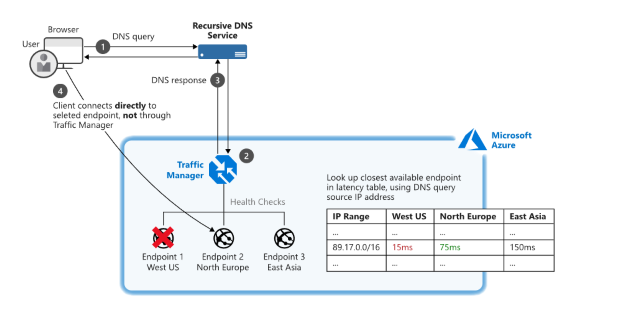 Browser
User
1
DNS query
Recursive DNS
Service
DNS response
3
4
Client connects directly to
seleted endpoint, not through
Traffic Manager
Microsoft
Azure
2
Traffic
Manager
Health Checks
Endpoint 1
West US
Endpoint 2
North Europe
Endpoint 3
East Asia
Look up closest available endpoint
in latency table, using DNS query
source IP address
IP Range West US North Europe East Asia
... ... ... ...
89.17.0.0/16 15ms 75ms 150ms
... ... ... ...